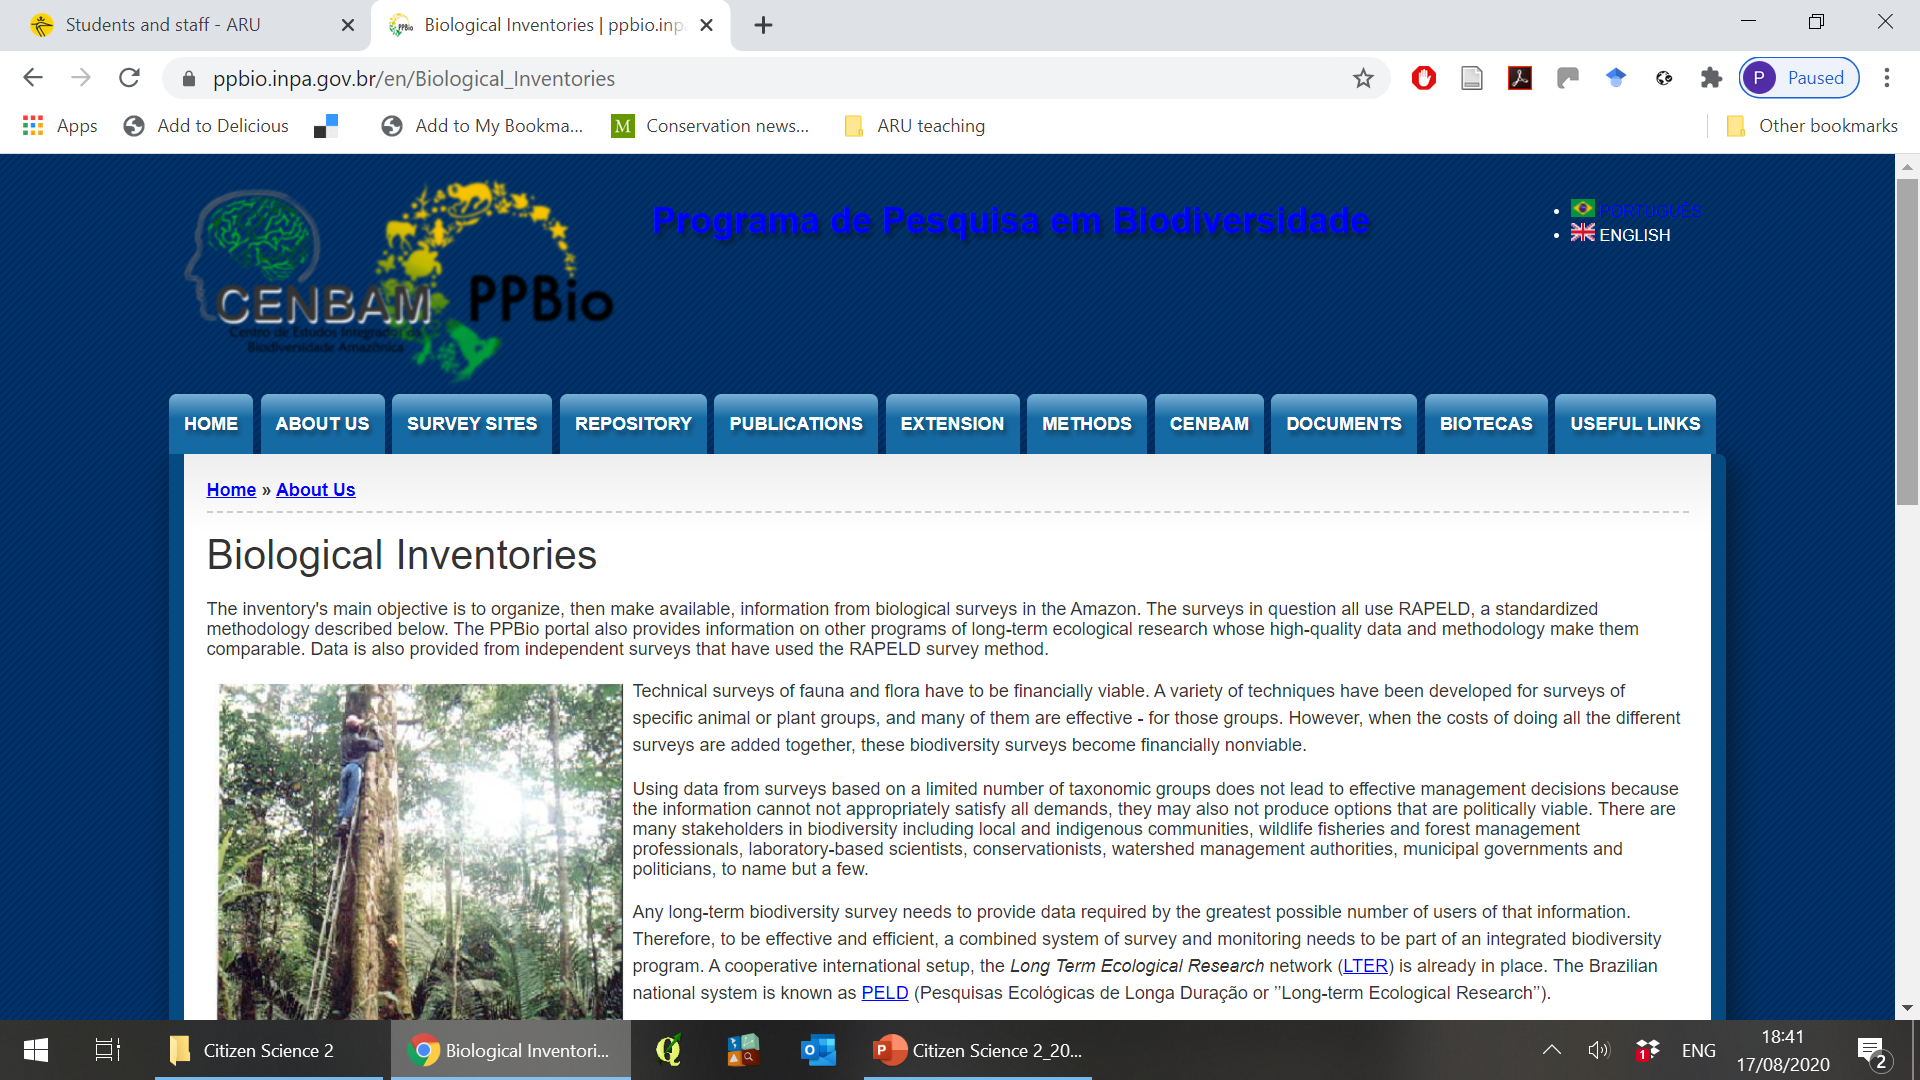 Students and staff - ARU
Biological Inventories | ppbio.inp
ppbio.inpa.gov.br/en/Biological_Inventories
P Paused
Apps
Add to Delicious
Add to My Bookma...
M Conservation news...
ARU teaching
Other bookmarks
CENBAM
Centro de Estudos Integrados da
Biodiversidade Amazônica
PPBio
Programa de Pesquisa em Biodiversidade
PORTUGUÊS
ENGLISH
HOME
ABOUT US
SURVEY SITES
REPOSITORY
PUBLICATIONS
EXTENSION
METHODS
CENBAM
DOCUMENTS
BIOTECAS
USEFUL LINKS
Home » About Us
Biological Inventories
The inventory's main objective is to organize, then make available, information from biological surveys in the Amazon. The surveys in question all use RAPELD, a standardized
methodology described below. The PPBio portal also provides information on other programs of long-term ecological research whose high-quality data and methodology make them
comparable. Data is also provided from independent surveys that have used the RAPELD survey method.
Technical surveys of fauna and flora have to be financially viable. A variety of techniques have been developed for surveys of
specific animal or plant groups, and many of them are effective - for those groups. However, when the costs of doing all the different
surveys are added together, these biodiversity surveys become financially nonviable.
Using data from surveys based on a limited number of taxonomic groups does not lead to effective management decisions because
the information cannot not appropriately satisfy all demands, they may also not produce options that are politically viable. There are
many stakeholders in biodiversity including local and indigenous communities, wildlife fisheries and forest management
professionals, laboratory-based scientists, conservationists, watershed management authorities, municipal governments and
politicians, to name but a few.
Any long-term biodiversity survey needs to provide data required by the greatest possible number of users of that information.
Therefore, to be effective and efficient, a combined system of survey and monitoring needs to be part of an integrated biodiversity
program. A cooperative international setup, the Long Term Ecological Research network (LTER) is already in place. The Brazilian
national system is known as PELD (Pesquisas Ecológicas de Longa Duração or ”Long-term Ecological Research”).
Citizen Science 2
Biological Inventori...
Citizen Science 2_20...
1
ENG
18:41
17/08/2020
2